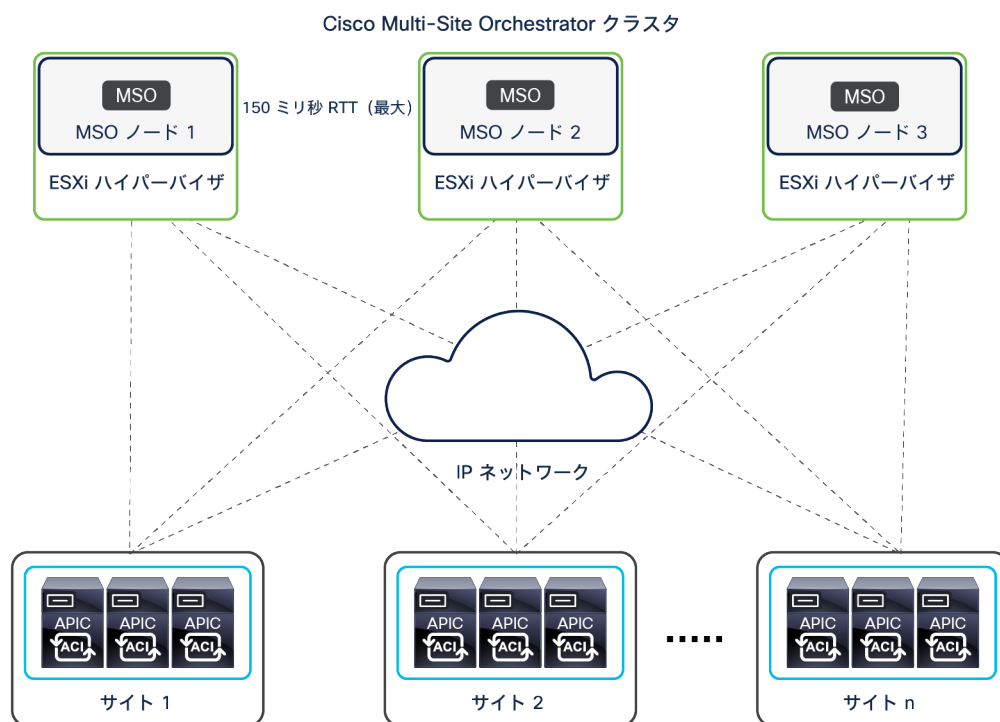 Cisco Multi-Site Orchestrator クラスタ
MSO
MSO ノード 1
ESXi ハイパーバイザ
150 ミリ秒 RTT（最大）
MSO
MSO ノード 2
ESXi ハイパーバイザ
MSO
MSO ノード 3
ESXi ハイパーバイザ
IP ネットワーク
APIC
ACI
APIC
ACI
APIC
ACI
サイト 1
APIC
ACI
APIC
ACI
APIC
ACI
サイト 2
.....
APIC
ACI
APIC
ACI
APIC
ACI
サイト n